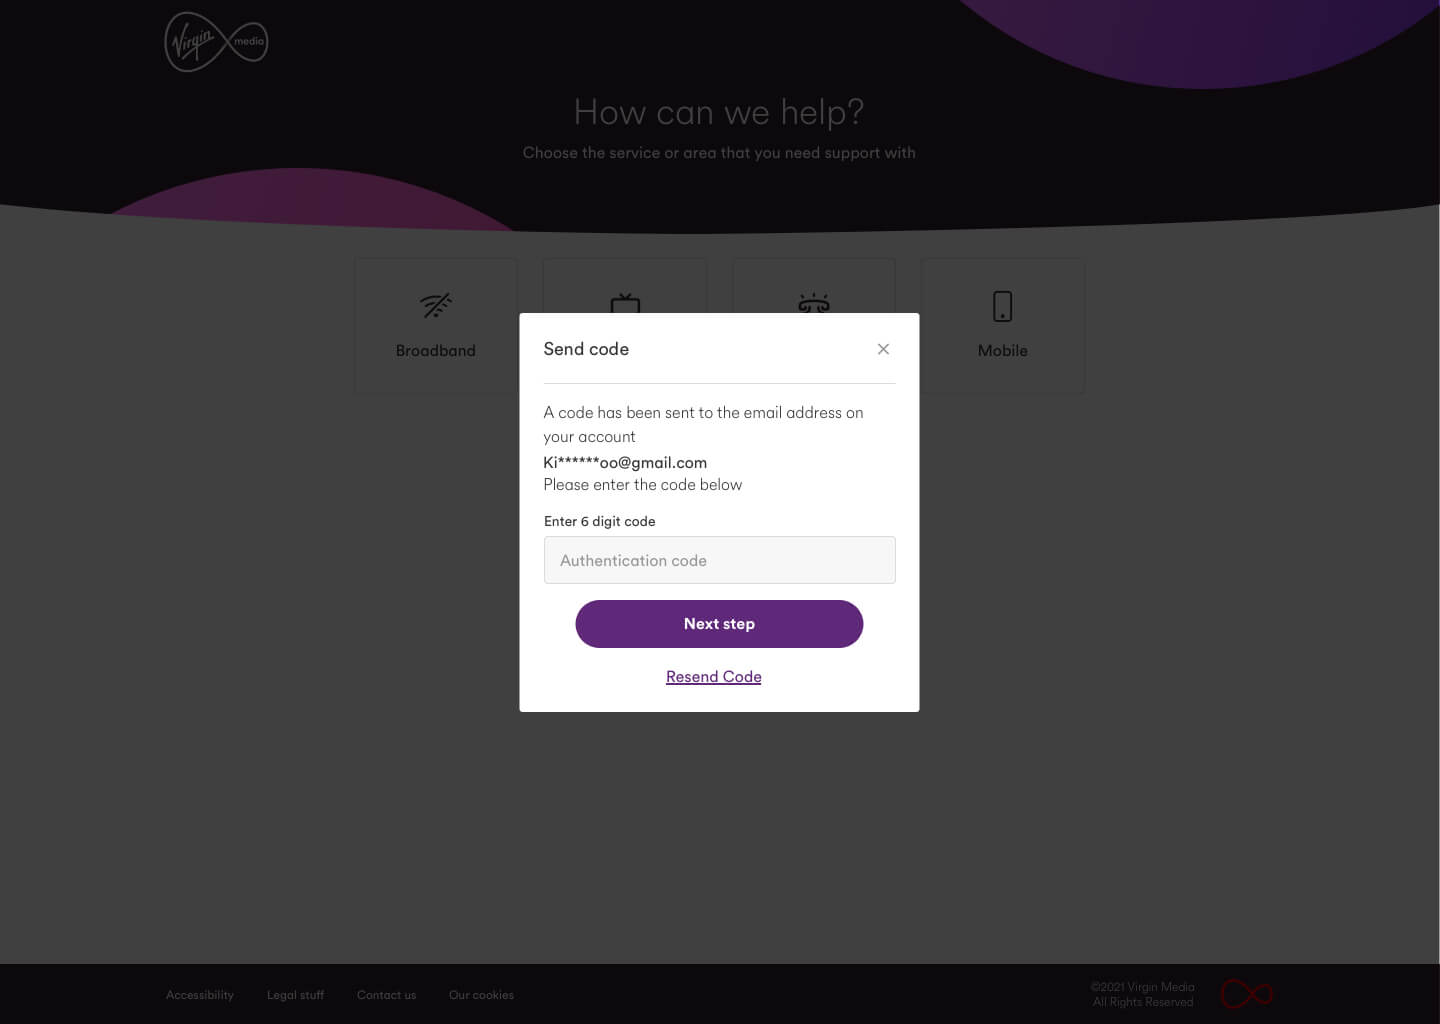 Virgin media
How can we help?
Choose the service or area that you need support with
Broadband
Mobile
Send code
A code has been sent to the email address on
your account
Ki******oo@gmail.com
Please enter the code below
Enter 6 digit code
Authentication code
Next step
Resend Code
Accessibility Legal stuff Contact us Our cookies
©2021 Virgin Media
All Rights Reserved